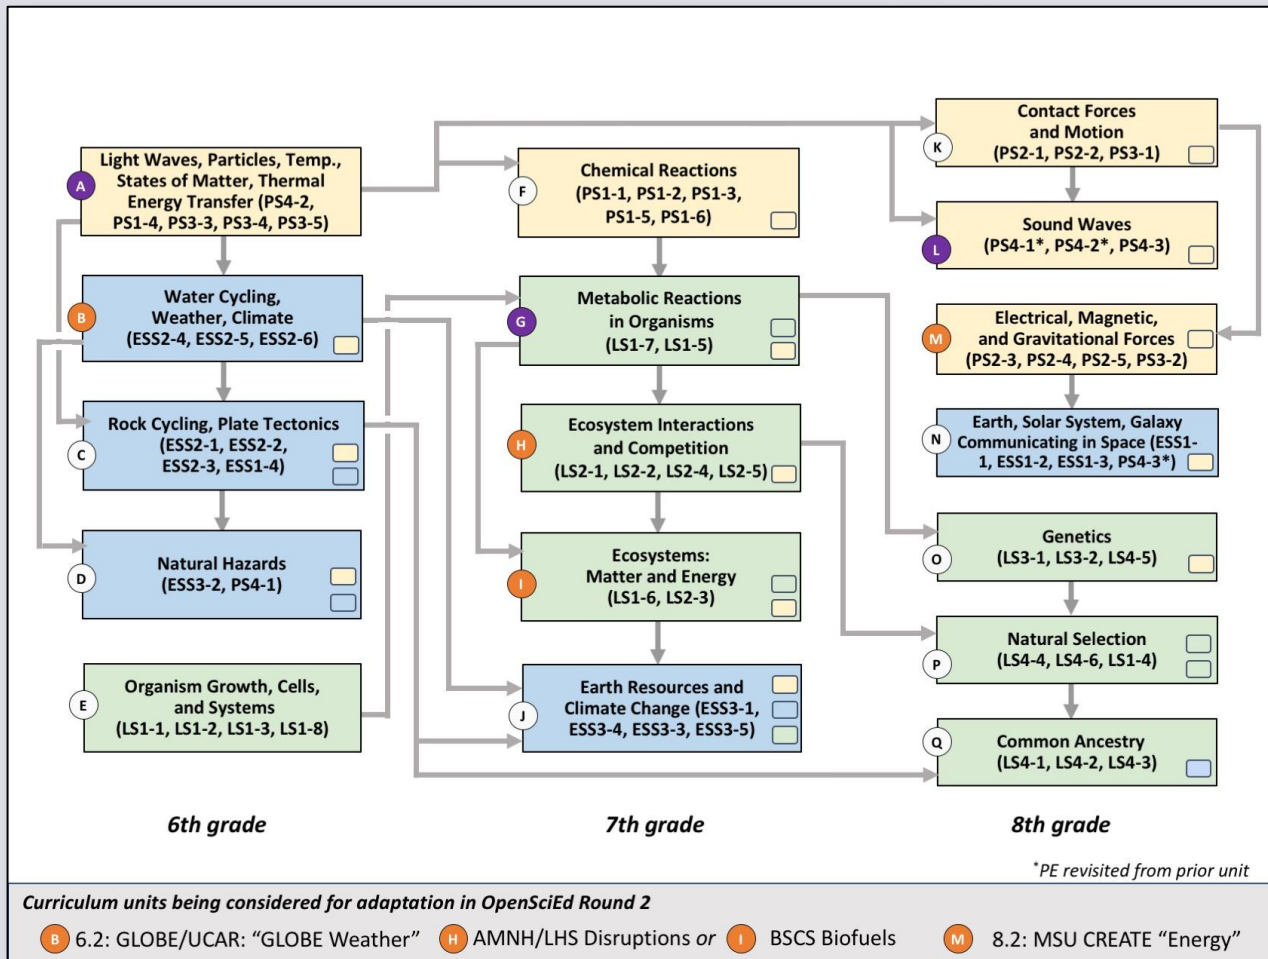 A
Light Waves, Particles, Temp.,
States of Matter, Thermal
Energy Transfer (PS4-2,
PS1-4, PS3-3, PS3-4, PS3-5)
B
Water Cycling,
Weather, Climate
(ESS2-4, ESS2-5, ESS2-6)
C
Rock Cycling, Plate Tectonics
(ESS2-1, ESS2-2,
ESS2-3, ESS1-4)
D
Natural Hazards
(ESS3-2, PS4-1)
E
Organism Growth, Cells,
and Systems
(LS1-1, LS1-2, LS1-3, LS1-8)
6th grade
F
Chemical Reactions
(PS1-1, PS1-2, PS1-3,
PS1-5, PS1-6)
G
Metabolic Reactions
in Organisms
(LS1-7, LS1-5)
H
Ecosystem Interactions
and Competition
(LS2-1, LS2-2, LS2-4, LS2-5)
I
Ecosystems:
Matter and Energy
(LS1-6, LS2-3)
J
Earth Resources and
Climate Change (ESS3-1,
ESS3-4, ESS3-3, ESS3-5)
7th grade
K
Contact Forces
and Motion
(PS2-1, PS2-2, PS3-1)
L
Sound Waves
(PS4-1*, PS4-2*, PS4-3)
M
Electrical, Magnetic,
and Gravitational Forces
(PS2-3, PS2-4, PS2-5, PS3-2)
N
Earth, Solar System, Galaxy
Communicating in Space (ESS1-
1, ESS1-2, ESS1-3, PS4-3*)
O
Genetics
(LS3-1, LS3-2, LS4-5)
P
Natural Selection
(LS4-4, LS4-6, LS1-4)
Q
Common Ancestry
(LS4-1, LS4-2, LS4-3)
8th grade
*PE revisited from prior unit
Curriculum units being considered for adaptation in OpenSciEd Round 2
B 6.2: GLOBE/UCAR: “GLOBE Weather” H AMNH/LHS Disruptions or I BSCS Biofuels M 8.2: MSU CREATE “Energy”